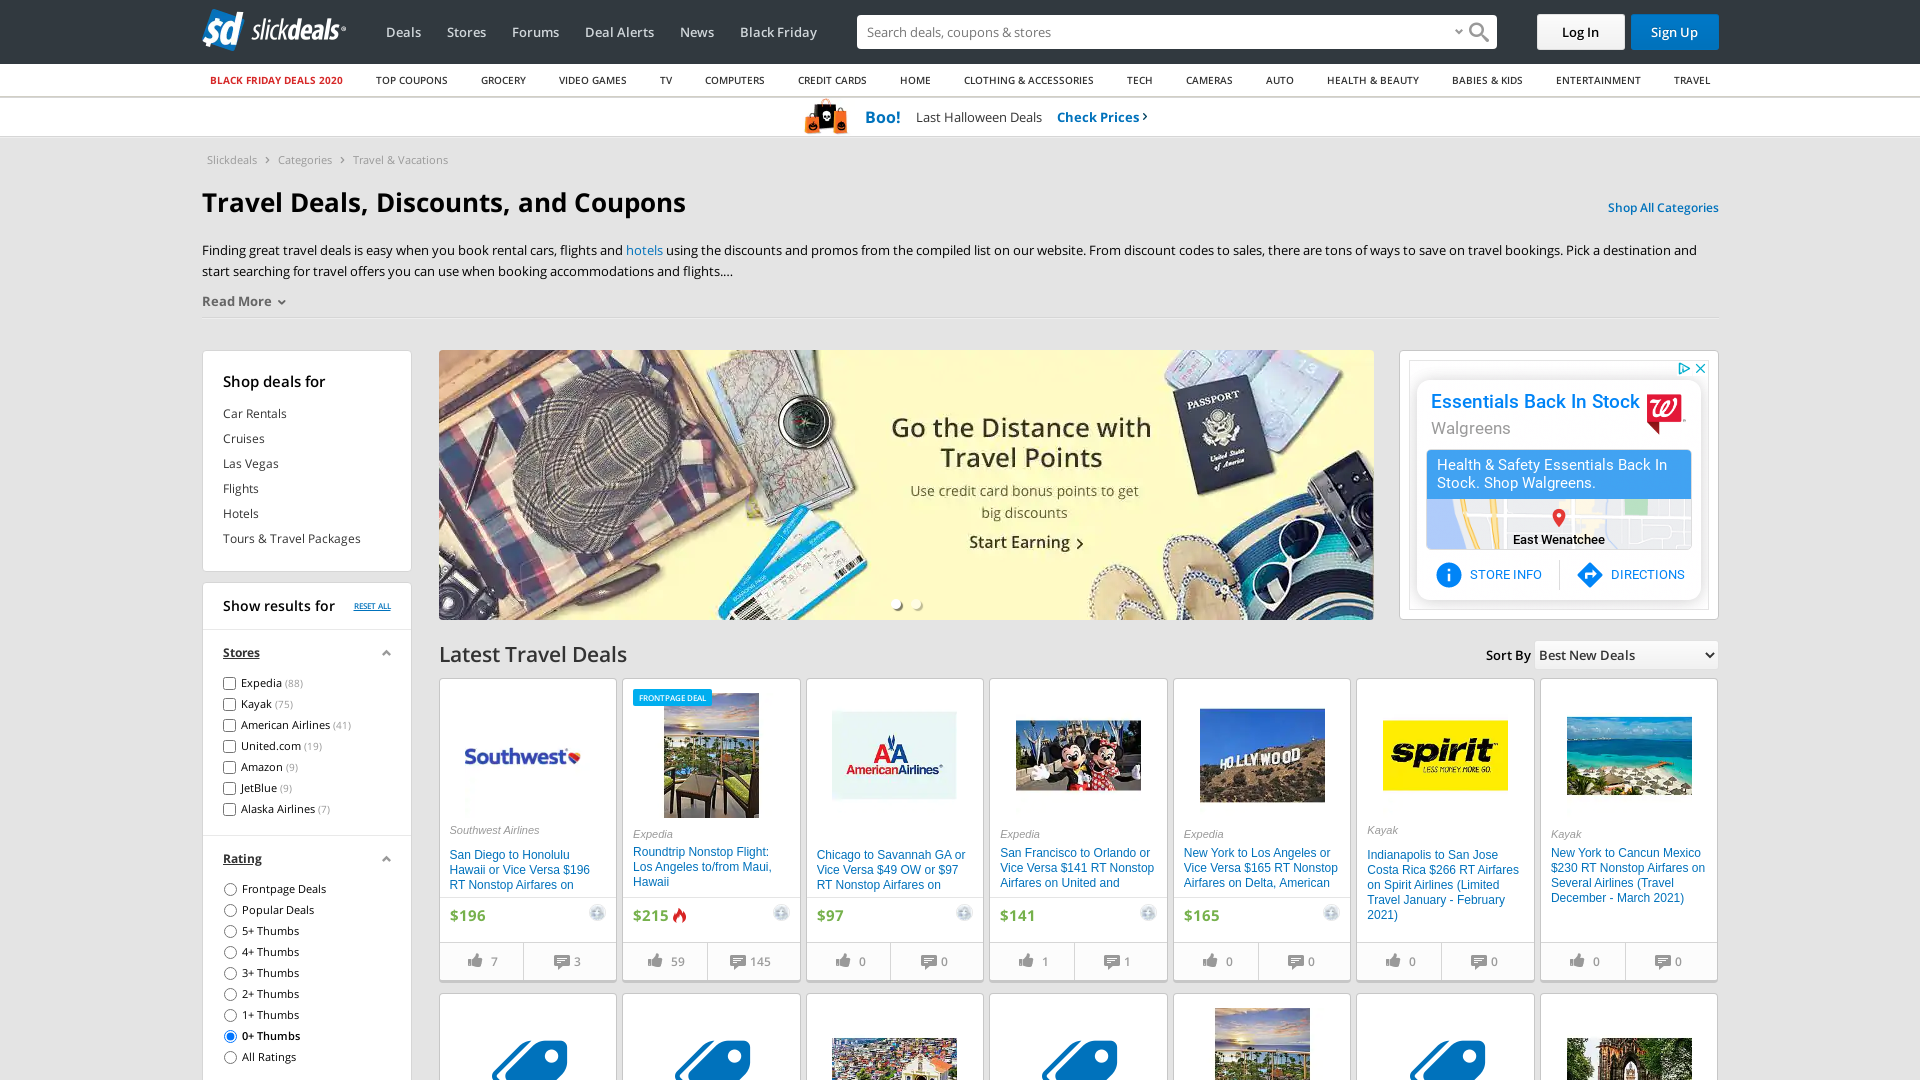 sd slickdeals
Deals
Stores
Forums
Deal Alerts
News
Black Friday
Search deals, coupons & stores
Log In
Sign Up
BLACK FRIDAY DEALS 2020
TOP COUPONS
GROCERY
VIDEO GAMES
TV
COMPUTERS
CREDIT CARDS
HOME
CLOTHING & ACCESSORIES
TECH
CAMERAS
AUTO
HEALTH & BEAUTY
BABIES & KIDS
ENTERTAINMENT
TRAVEL
Boo! Last Halloween Deals Check Prices
Slickdeals > Categories > Travel & Vacations
Travel Deals, Discounts, and Coupons
Shop All Categories
Finding great travel deals is easy when you book rental cars, flights and hotels using the discounts and promos from the compiled list on our website. From discount codes to sales, there are tons of ways to save on travel bookings. Pick a destination and
start searching for travel offers you can use when booking accommodations and flights....
Read More
Shop deals for
Car Rentals
Cruises
Las Vegas
Flights
Hotels
Tours & Travel Packages
Show results for
RESET ALL
Stores
Expedia (88)
Kayak (75)
American Airlines (41)
United.com (19)
Amazon (9)
JetBlue (9)
Alaska Airlines (7)
Rating
Frontpage Deals
Popular Deals
5+ Thumbs
4+ Thumbs
3+ Thumbs
2+ Thumbs
1+ Thumbs
0+ Thumbs
All Ratings
PASSPORT
United States
of America
Go the Distance with
Travel Points
Use credit card bonus points to get
big discounts
Start Earning
Essentials Back In Stock
Walgreens
W
Health & Safety Essentials Back In
Stock. Shop Walgreens.
East Wenatchee
STORE INFO
DIRECTIONS
Latest Travel Deals
Sort By Best New Deals
Southwest
Southwest Airlines
San Diego to Honolulu
Hawaii or Vice Versa $196
RT Nonstop Airfares on
$196
7
3
FRONTPAGE DEAL
Expedia
Roundtrip Nonstop Flight:
Los Angeles to/from Maui,
Hawaii
$215
59
145
AA
AmericanAirlines
Chicago to Savannah GA or
Vice Versa $49 OW or $97
RT Nonstop Airfares on
$97
0
0
Expedia
San Francisco to Orlando or
Vice Versa $141 RT Nonstop
Airfares on United and
$141
1
1
HOLLYWOOD
Expedia
New York to Los Angeles or
Vice Versa $165 RT Nonstop
Airfares on Delta, American
$165
0
0
spirit
LESS MONEY. MORE GO.
Kayak
Indianapolis to San Jose
Costa Rica $266 RT Airfares
on Spirit Airlines (Limited
Travel January - February
2021)
0
0
Kayak
New York to Cancun Mexico
$230 RT Nonstop Airfares on
Several Airlines (Travel
December - March 2021)
0
0